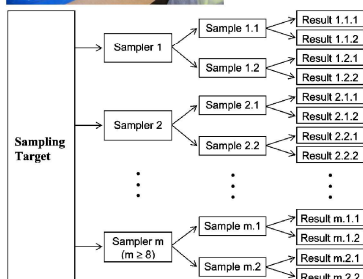 Sampling
Target
Sampler 1
Sample 1.1
Result 1.1.1
Result 1.1.2
Sample 1.2
Result 1.2.1
Result 1.2.2
Sampler 2
Sample 2.1
Result 2.1.1
Result 2.1.2
Sample 2.2
Result 2.2.1
Result 2.2.2
Sampler m
(m ≥ 8)
Sample m.1
Result m.1.1
Result m.1.2
Sample m.2
Result m.2.1
Result m.2.2